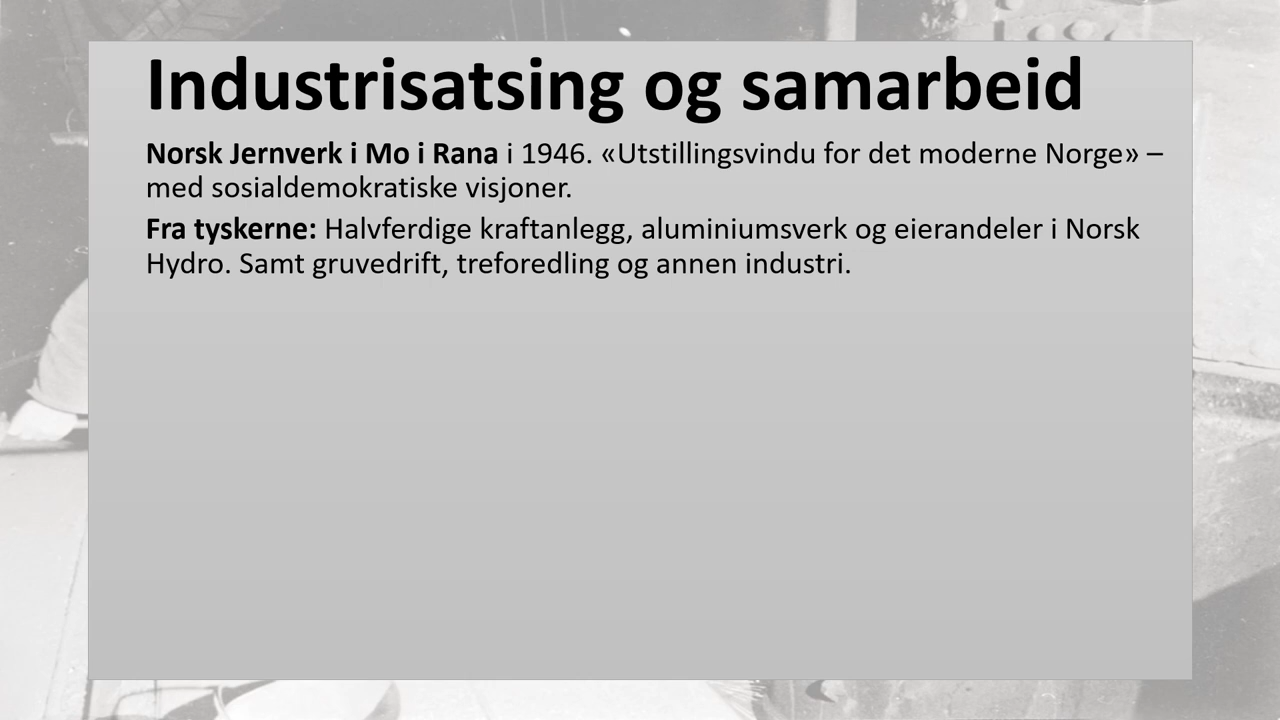 Industrisatsing og samarbeid
Norsk Jernverk i Mo i Rana i 1946. «Utstillingsvindu for det moderne Norge» –
med sosialdemokratiske visjoner.
Fra tyskerne: Halvferdige kraftanlegg, aluminiumsverk og eierandeler i Norsk
Hydro. Samt gruvedrift, treforedling og annen industri.